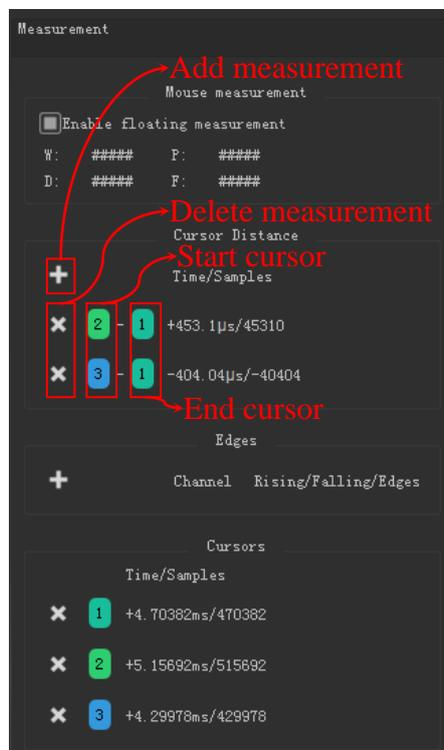 Measurement
Add measurement
Mouse measurement
Enable floating measurement
W: ##### P: #####
D: ##### F: #####
Delete measurement
Cursor Distance
Start cursor
Time/Samples
2 - 1 +453.1μs/45310
3 - 1 -404.04μs/-40404
End cursor
Edges
Channel Rising/Falling/Edges
Cursors
Time/Samples
1 +4.70382ms/470382
2 +5.15692ms/515692
3 +4.29978ms/429978